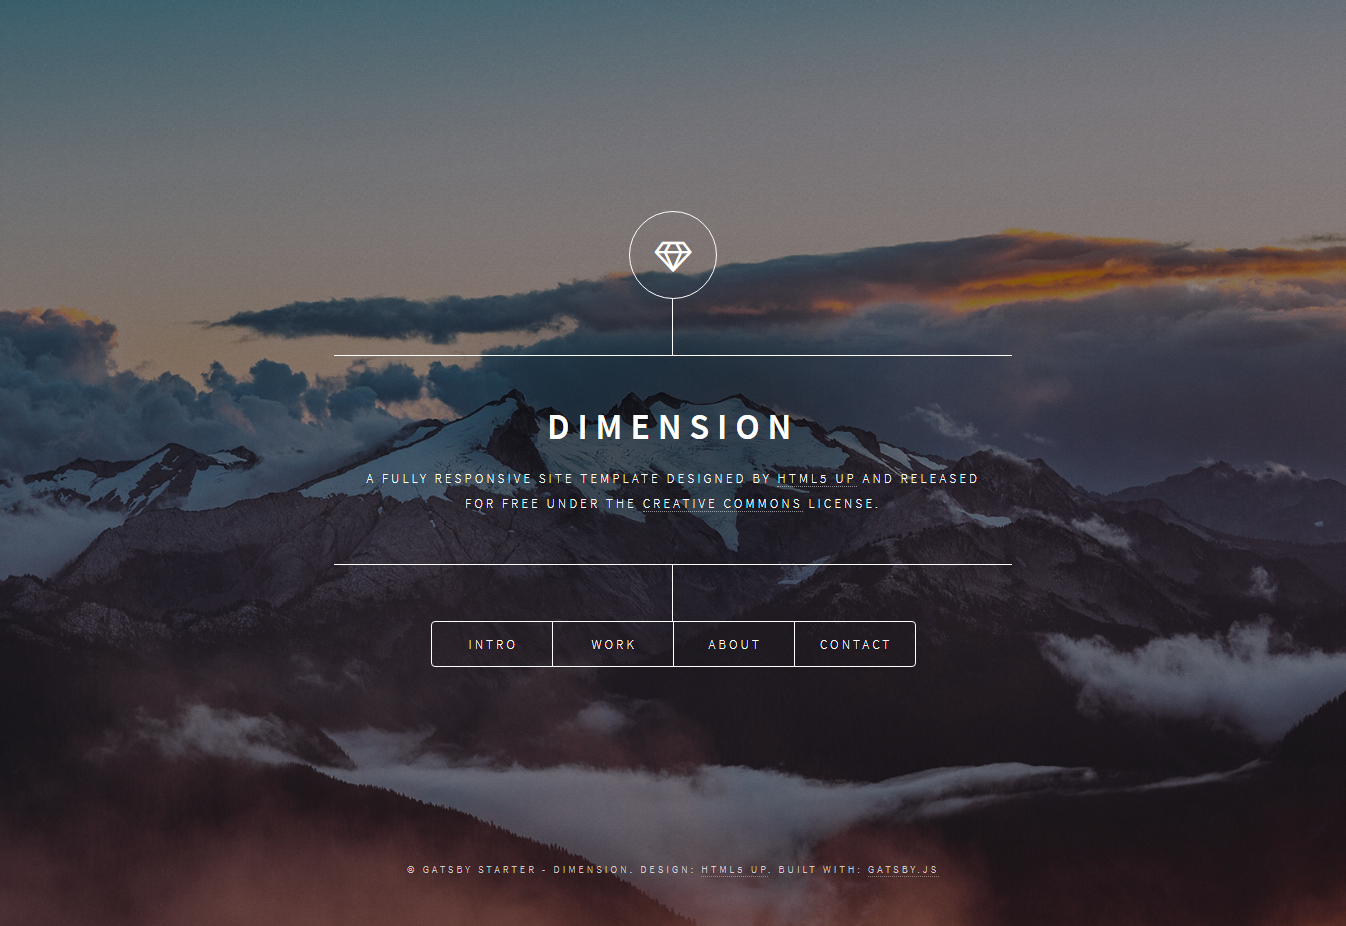 DIMENSION
A FULLY RESPONSIVE SITE TEMPLATE DESIGNED BY HTML5 UP AND RELEASED
FOR FREE UNDER THE CREATIVE COMMONS LICENSE.
INTRO WORK ABOUT CONTACT
© GATSBY STARTER - DIMENSION. DESIGN: HTML5 UP. BUILT WITH: GATSBY.JS